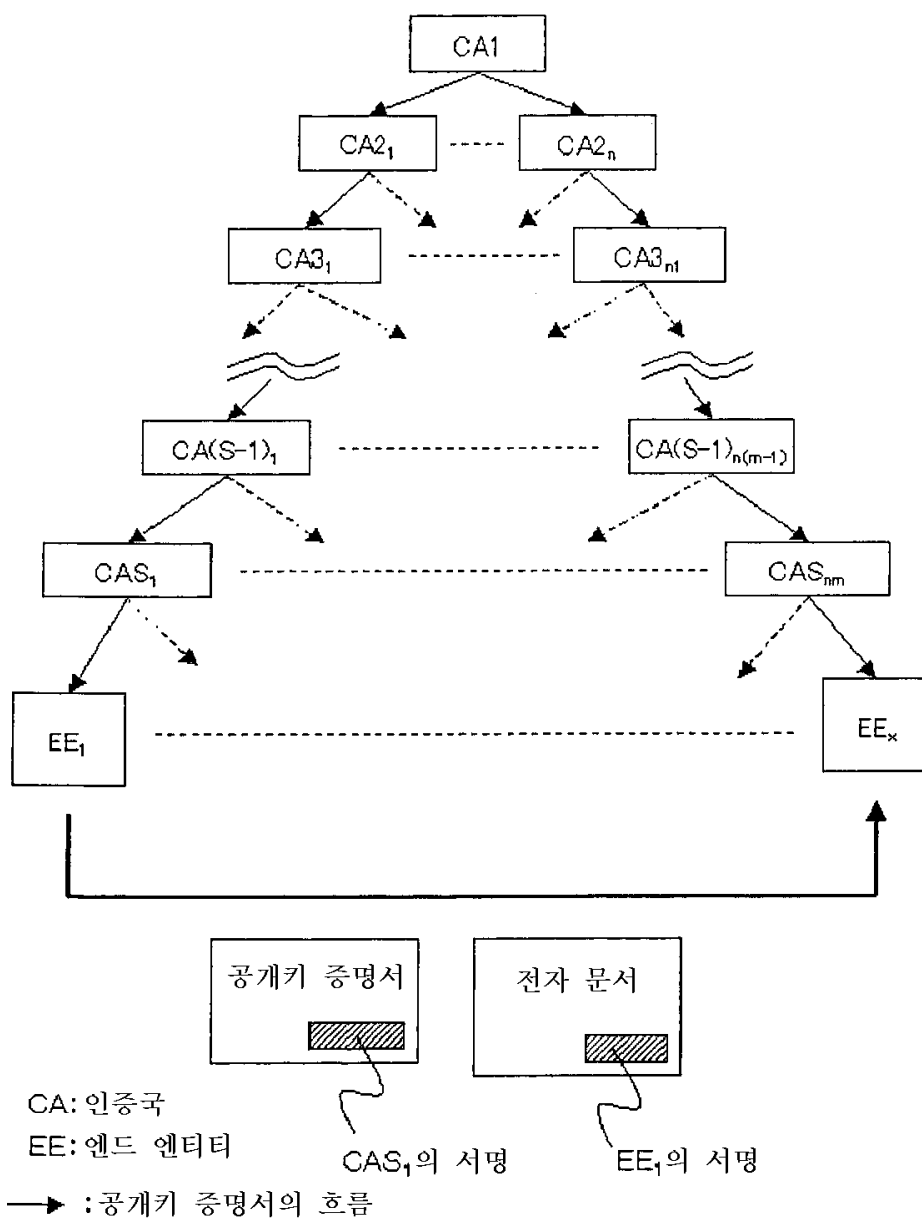 CA1
CA2₁ CA2ₙ
CA3₁ CA3ₙ₁
CA(S-1)₁ CA(S-1)ₙ₍ₘ₋₁₎
CAS₁ CASₙₘ
EE₁ EEₓ
공개키 증명서 전자 문서
CA: 인증국
EE: 엔드 엔티티
CAS₁의 서명 EE₁의 서명
:공개키 증명서의 흐름